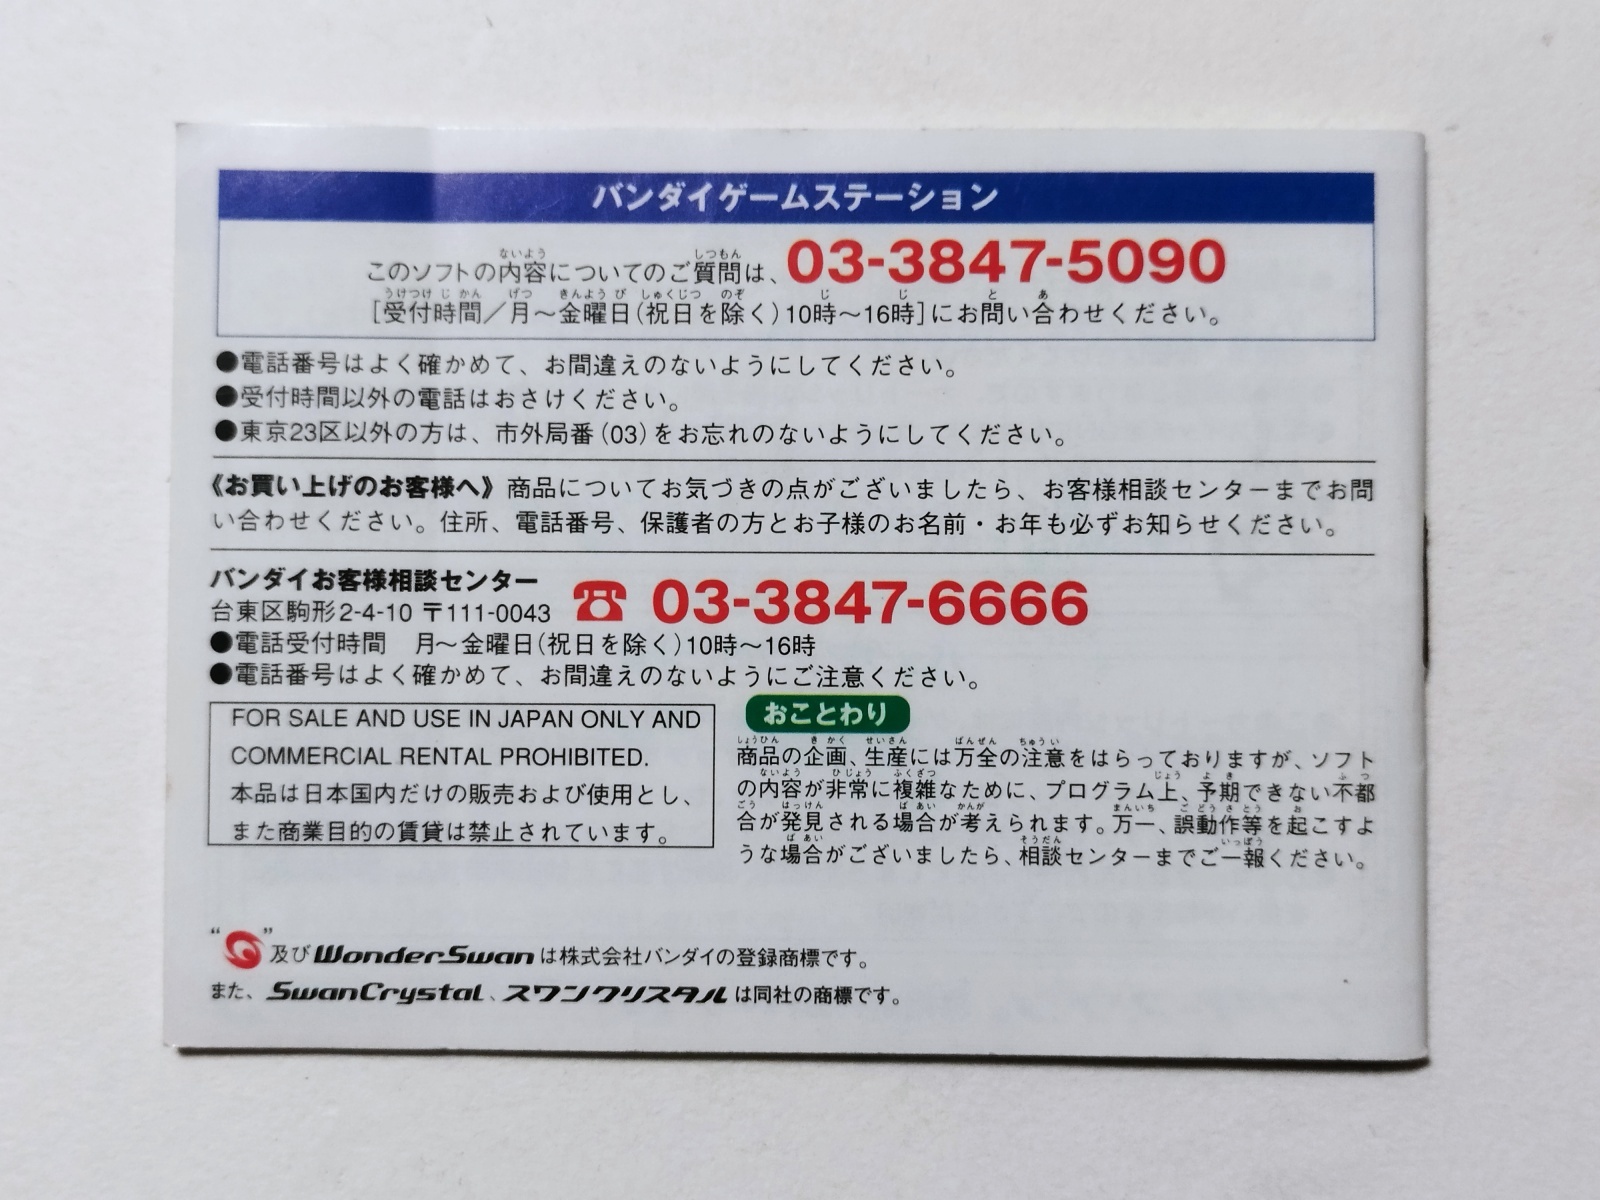 バンダイゲームステーション
このソフトの内容についてのご質問は、03-3847-5090
[受付時間／月〜金曜日(祝日を除く)10時〜16時]にお問い合わせください。
●電話番号はよく確かめて、お間違えのないようにしてください。
●受付時間以外の電話はおさけください。
●東京23区以外の方は、市外局番(03)をお忘れのないようにしてください。
《お買い上げのお客様へ》商品についてお気づきの点がございましたら、お客様相談センターまでお問
い合わせください。住所、電話番号、保護者の方とお子様のお名前・お年も必ずお知らせください。
バンダイお客様相談センター
台東区駒形2-4-10 〒111-0043 ☎ 03-3847-6666
●電話受付時間　月〜金曜日(祝日を除く)10時〜16時
●電話番号はよく確かめて、お間違えのないようにご注意ください。
FOR SALE AND USE IN JAPAN ONLY AND
COMMERCIAL RENTAL PROHIBITED.
本品は日本国内だけの販売および使用とし、
また商業目的の賃貸は禁止されています。
おことわり
商品の企画、生産には万全の注意をはらっておりますが、ソフト
の内容が非常に複雑なために、プログラム上、予期できない不都
合が発見される場合が考えられます。万一、誤動作等を起こすよ
うな場合がございましたら、相談センターまでご一報ください。
“ ”及びWonderSwanは株式会社バンダイの登録商標です。
また、SwanCrystal、スワンクリスタルは同社の商標です。